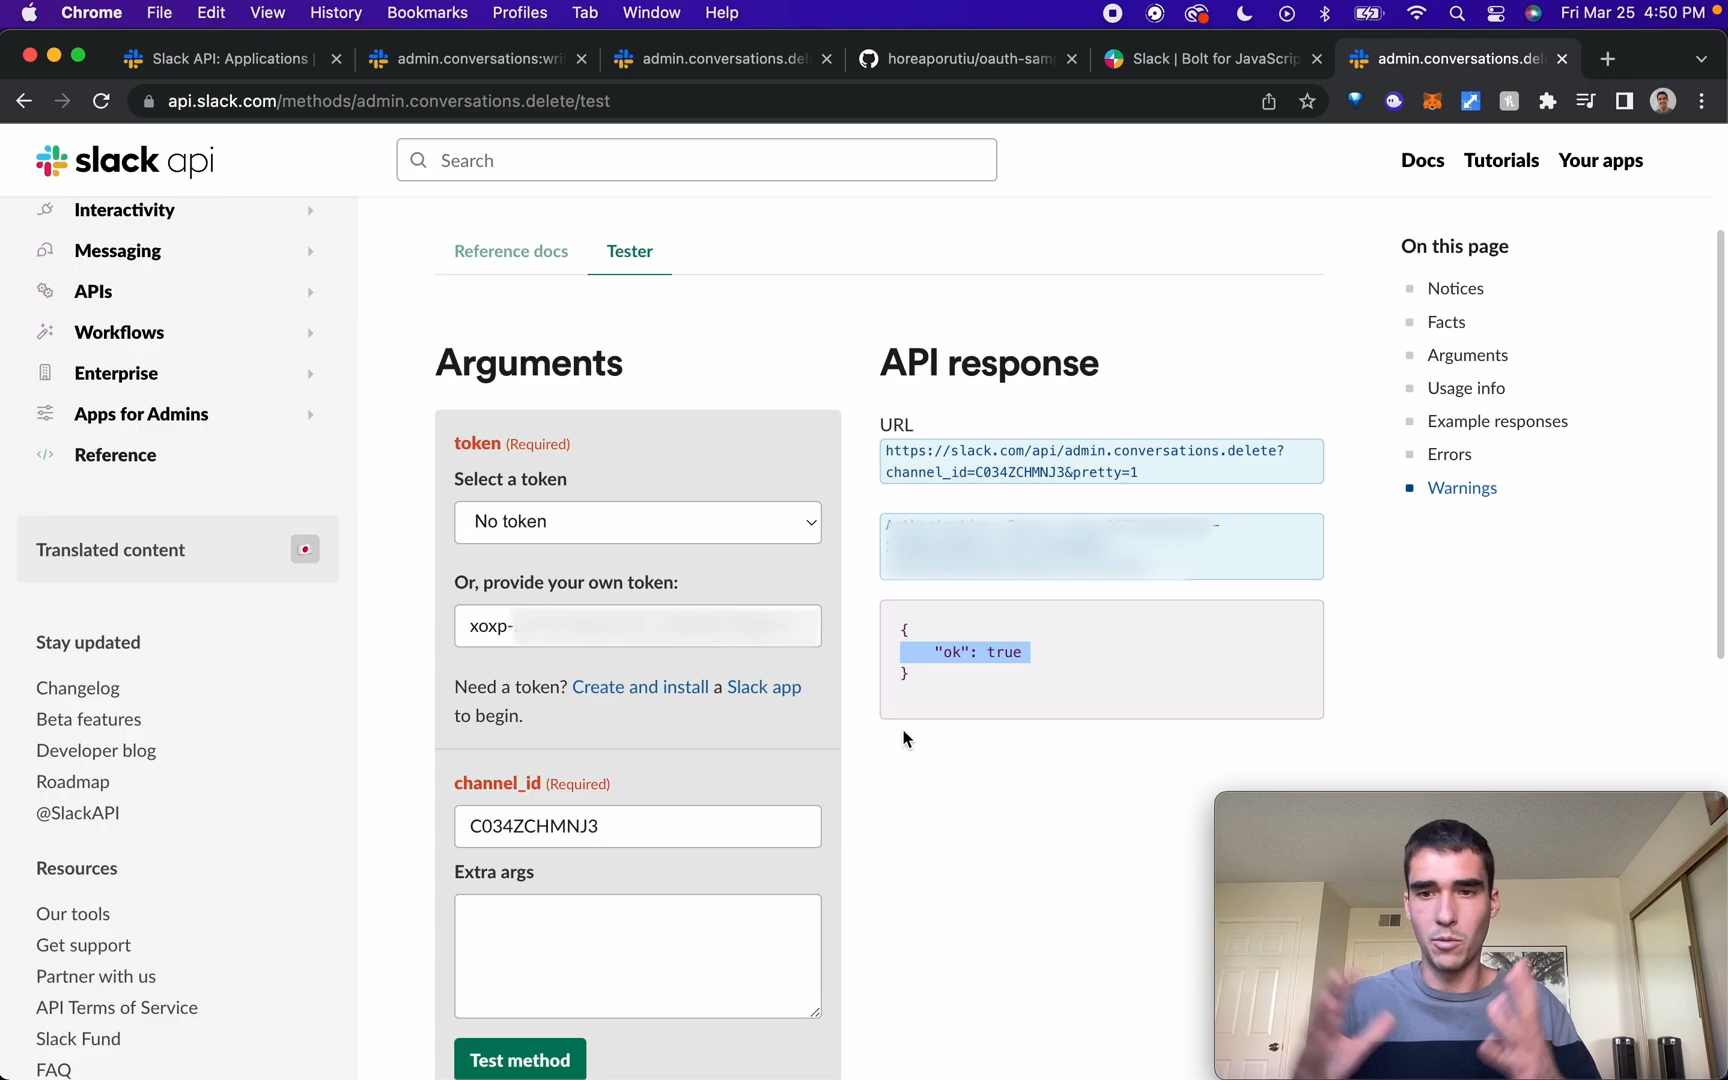 Chrome File Edit View History Bookmarks Profiles Tab Window Help Fri Mar 25 4:50 PM
Slack API: Applications | admin.conversations:wri admin.conversations.del horeaporutiu/oauth-sam Slack | Bolt for JavaScrip admin.conversations.del
api.slack.com/methods/admin.conversations.delete/test
slack api
Search
Docs Tutorials Your apps
Interactivity
Messaging
APIs
Workflows
Enterprise
Apps for Admins
Reference
Translated content
Stay updated
Changelog
Beta features
Developer blog
Roadmap
@SlackAPI
Resources
Our tools
Get support
Partner with us
API Terms of Service
Slack Fund
FAQ
Reference docs Tester
Arguments
token (Required)
Select a token
No token
Or, provide your own token:
xoxp-
Need a token? Create and install a Slack app
to begin.
channel_id (Required)
C034ZCHMNJ3
Extra args
Test method
API response
URL
https://slack.com/api/admin.conversations.delete?
channel_id=C034ZCHMNJ3&pretty=1
{
"ok": true
}
On this page
Notices
Facts
Arguments
Usage info
Example responses
Errors
Warnings